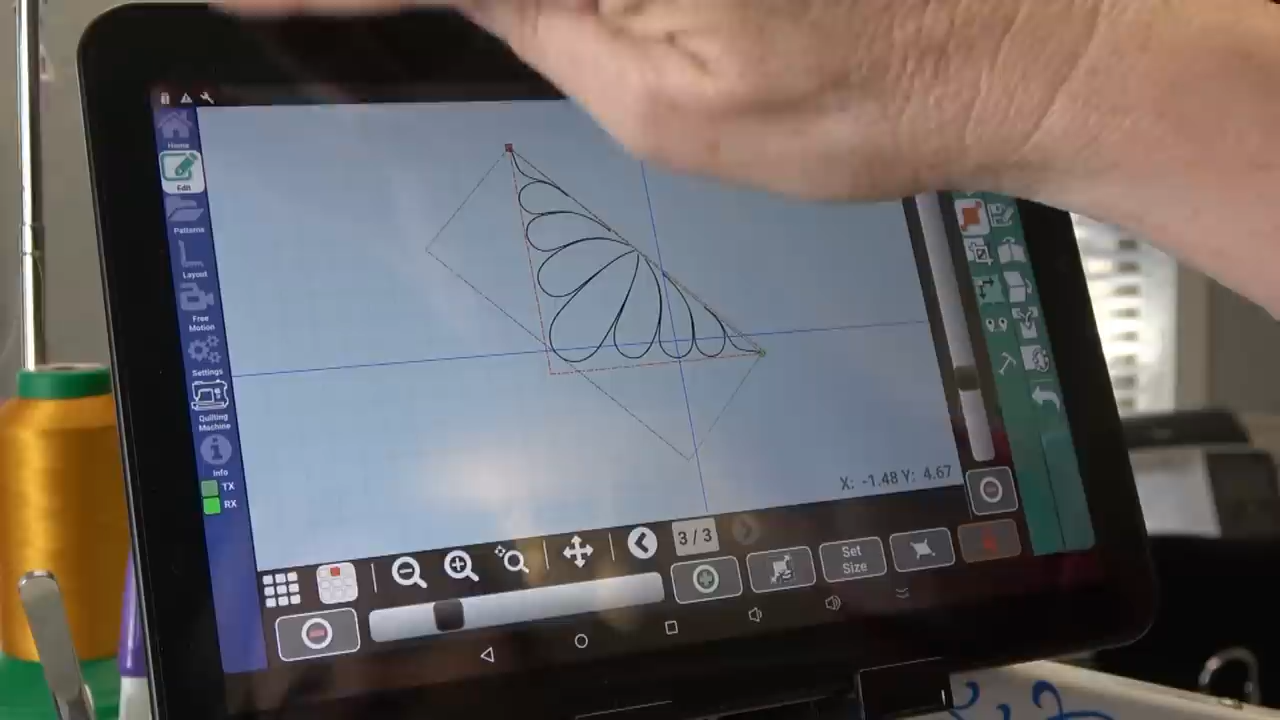 Home
Edit
Patterns
Layout
Free
Motion
Settings
Quilting
Machine
Info
TX
RX
X: -1.48 Y: 4.67
3 / 3
Set
Size